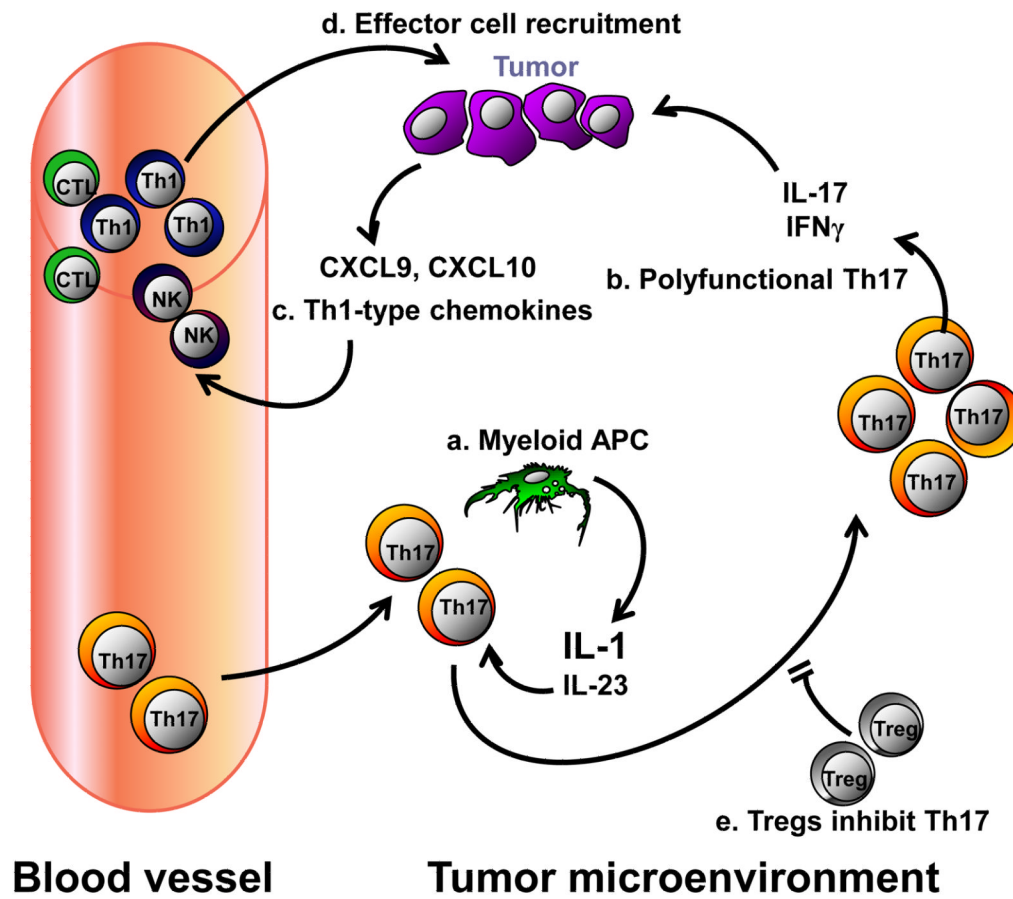 d. Effector cell recruitment
Tumor
CTL
Th1
Th1
Th1
CTL
NK
NK
IL-17
IFNγ
CXCL9, CXCL10
b. Polyfunctional Th17
c. Th1-type chemokines
Th17
Th17
Th17
Th17
a. Myeloid APC
Th17
Th17
IL-1
IL-23
Th17
Th17
Treg
Treg
e. Tregs inhibit Th17
Blood vessel
Tumor microenvironment